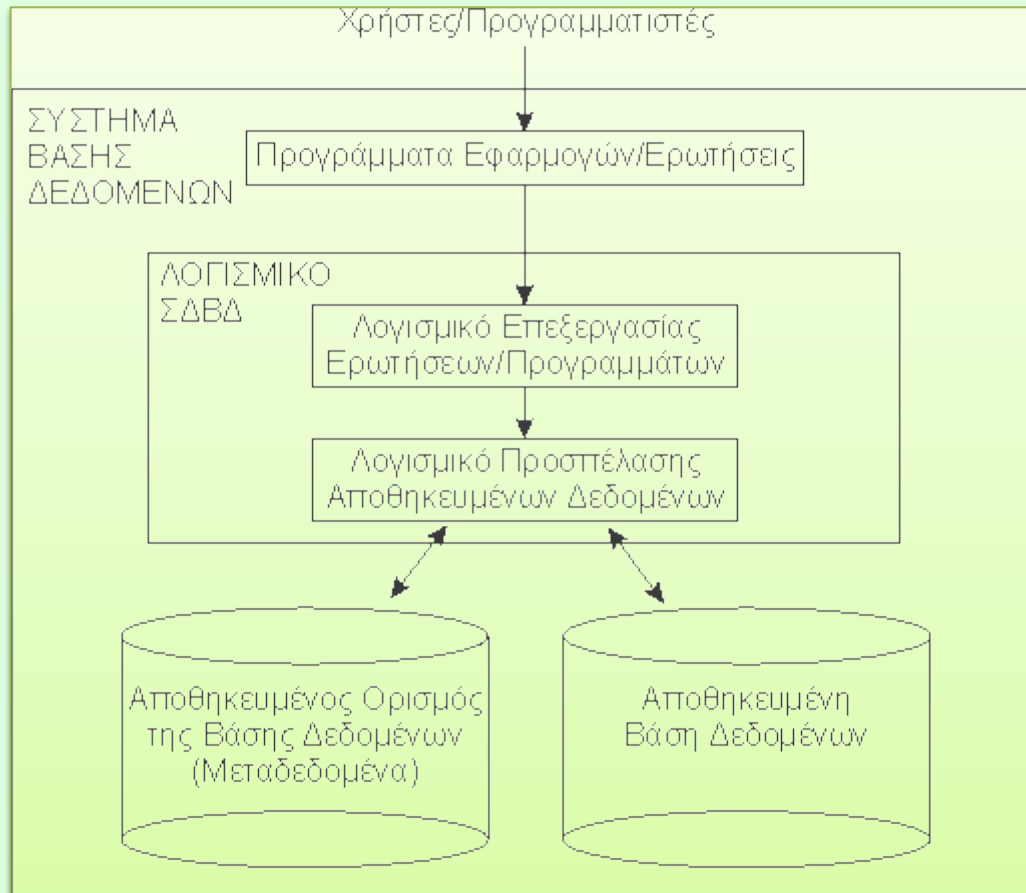 Χρήστες/Προγραμματιστές
ΣΥΣΤΗΜΑ
ΒΑΣΗΣ
ΔΕΔΟΜΕΝΩΝ
Προγράμματα Εφαρμογών/Ερωτήσεις
ΛΟΓΙΣΜΙΚΟ
ΣΔΒΔ
Λογισμικό Επεξεργασίας
Ερωτήσεων/Προγραμμάτων
Λογισμικό Προσπέλασης
Αποθηκευμένων Δεδομένων
Αποθηκευμένος Ορισμός
της Βάσης Δεδομένων
(Μεταδεδομένα)
Αποθηκευμένη
Βάση Δεδομένων